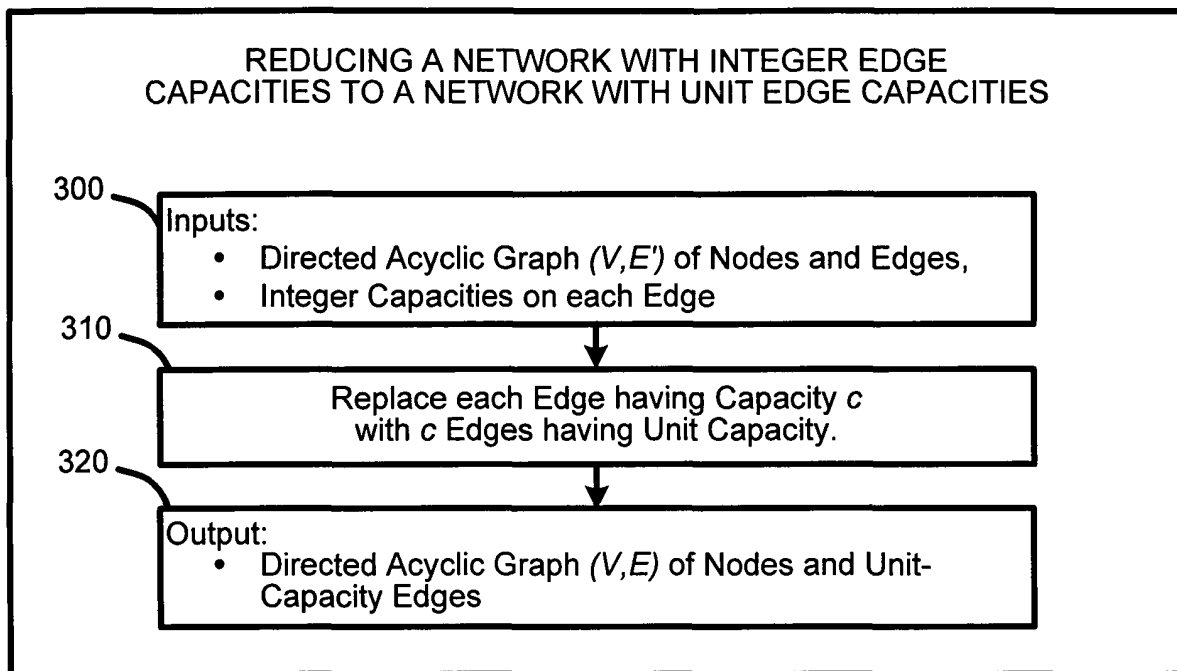 REDUCING A NETWORK WITH INTEGER EDGE
CAPACITIES TO A NETWORK WITH UNIT EDGE CAPACITIES
300
Inputs:
• Directed Acyclic Graph (V,E') of Nodes and Edges,
• Integer Capacities on each Edge
310
Replace each Edge having Capacity c
with c Edges having Unit Capacity.
320
Output:
• Directed Acyclic Graph (V,E) of Nodes and Unit-
Capacity Edges